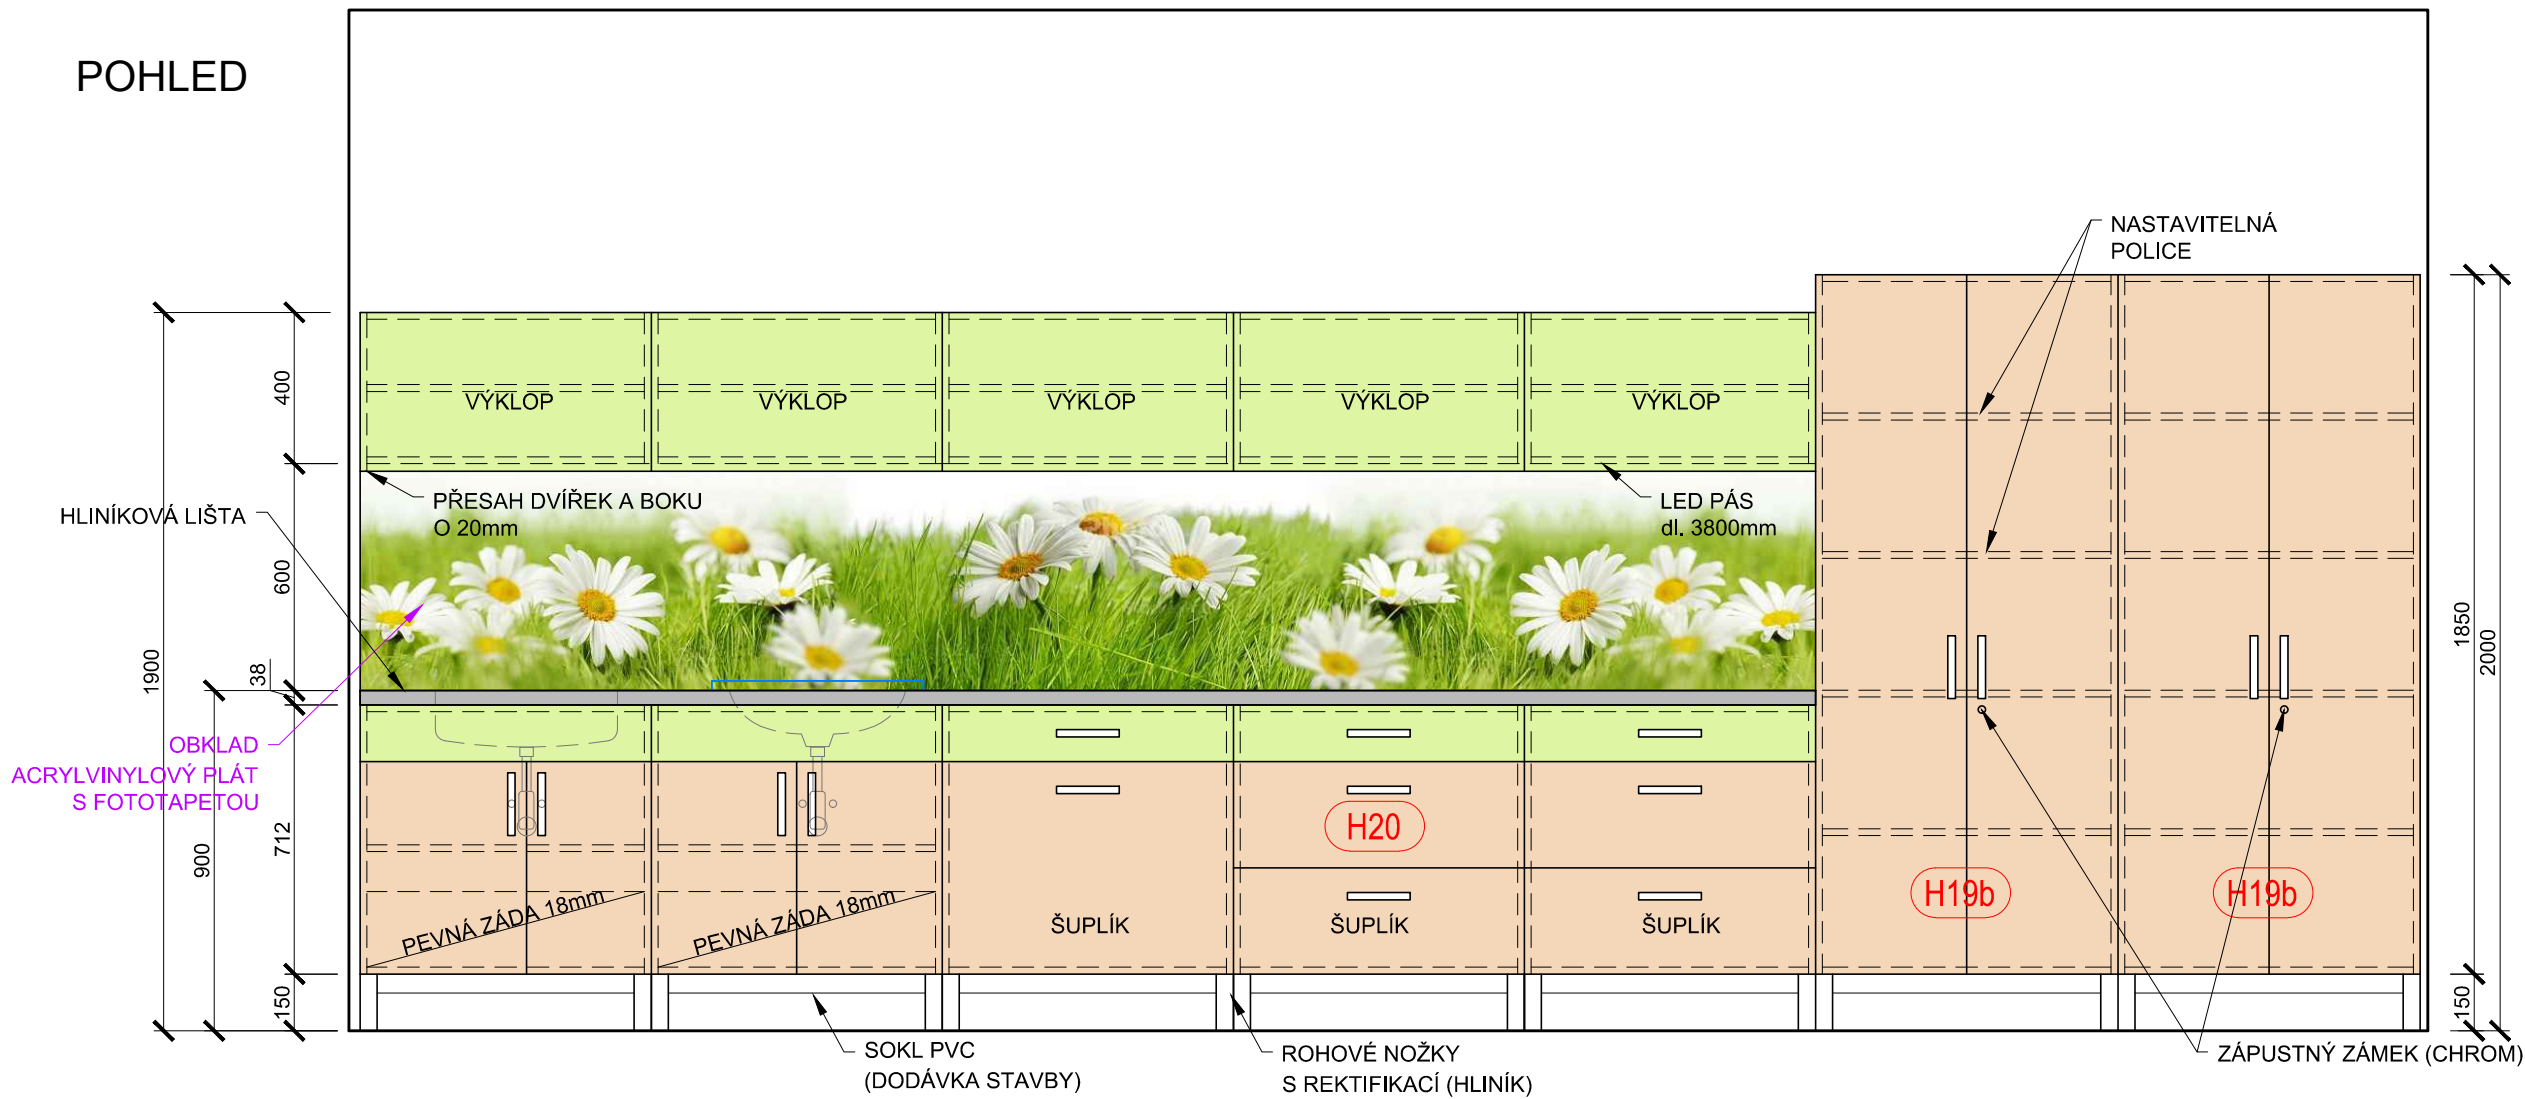 POHLED
NASTAVITELNÁ
POLICE
VÝKLOP
VÝKLOP
VÝKLOP
VÝKLOP
VÝKLOP
400
PŘESAH DVÍŘEK A BOKU
O 20mm
LED PÁS
dl. 3800mm
HLINÍKOVÁ LIŠTA
600
1900
38
1850
2000
OBKLAD
ACRYLVINYLOVÝ PLÁT
S FOTOTAPETOU
712
900
H20
H19b
H19b
PEVNÁ ZÁDA 18mm
PEVNÁ ZÁDA 18mm
ŠUPLÍK
ŠUPLÍK
ŠUPLÍK
150
150
SOKL PVC
(DODÁVKA STAVBY)
ROHOVÉ NOŽKY
S REKTIFIKACÍ (HLINÍK)
ZÁPUSTNÝ ZÁMEK (CHROM)